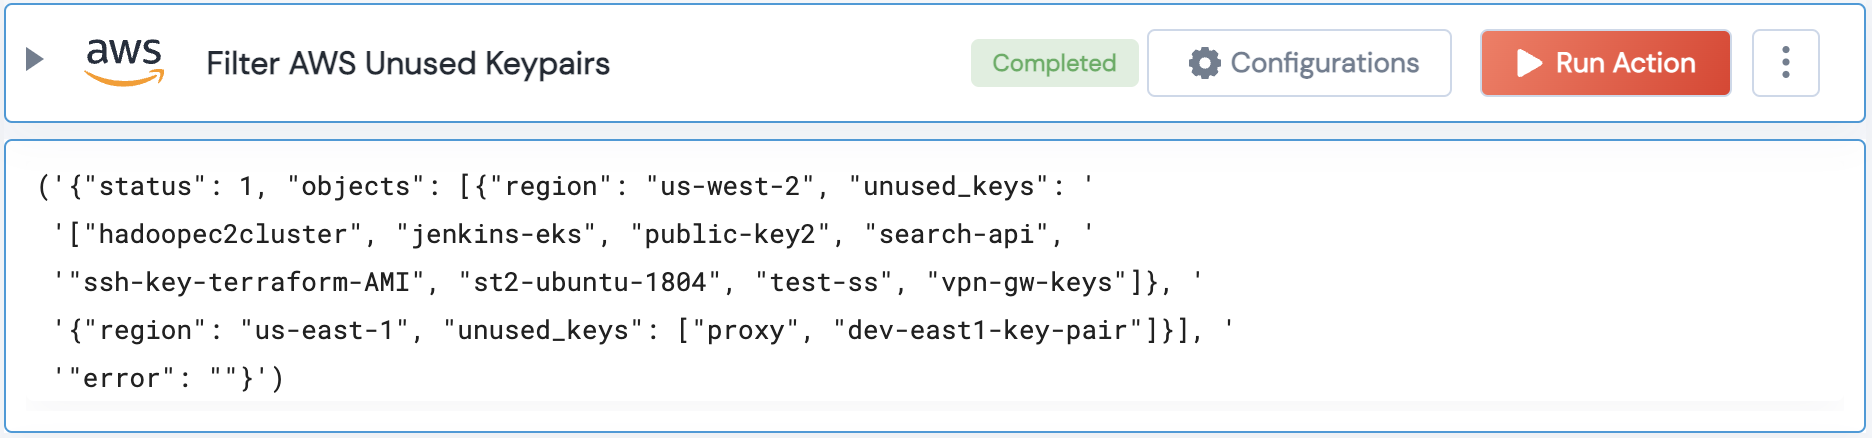 aws
Filter AWS Unused Keypairs
Completed
Configurations
Run Action
('{"status": 1, "objects": [{"region": "us-west-2", "unused_keys": '
'["hadoopec2cluster", "jenkins-eks", "public-key2", "search-api", '
'"ssh-key-terraform-AMI", "st2-ubuntu-1804", "test-ss", "vpn-gw-keys"]}, '
'{"region": "us-east-1", "unused_keys": ["proxy", "dev-east1-key-pair"]}], '
'"error": ""}')